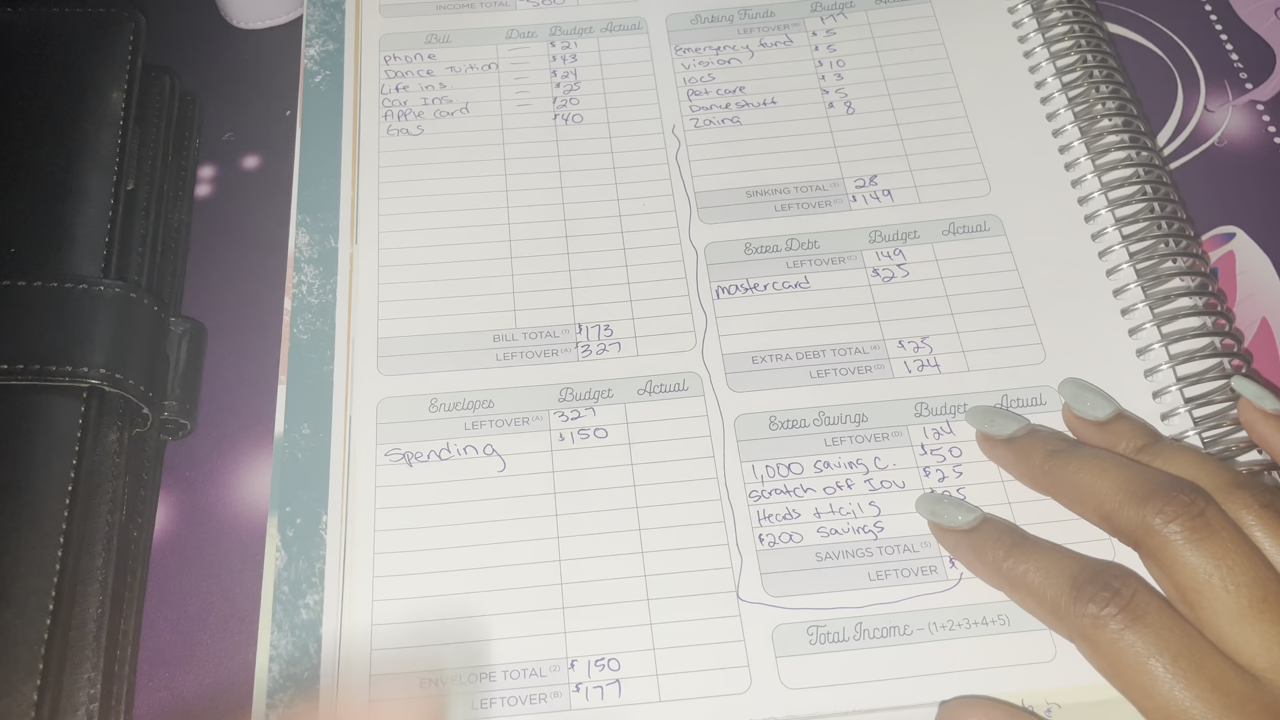 INCOME TOTAL 500
Bill Date Budget Actual
Phone — $21
Dance Tuition — $43
Life ins. — $24
Car Ins — $25
Apple card — $20
Gas $40
BILL TOTAL (1) $173
LEFTOVER (A) $327
Envelopes Budget Actual
LEFTOVER (A) 327
Spending $150
ENVELOPE TOTAL (2) $150
LEFTOVER (B) $177
Sinking Funds Budget Actual
LEFTOVER (B) 177
Emergency fund $5
vision $5
locs $10
pet care $3
Dance stuff $5
Zaina $8
SINKING TOTAL (3) 28
LEFTOVER (C) $149
Extra Debt Budget Actual
LEFTOVER (C) 149
mastercard $25
EXTRA DEBT TOTAL (4) $25
LEFTOVER (D) 124
Extra Savings Budget Actual
LEFTOVER (D) 124
1,000 saving C. $50
Scratch off IOU $25
Heads + tails
$200 savings
SAVINGS TOTAL (5)
LEFTOVER $
Total Income – (1+2+3+4+5)